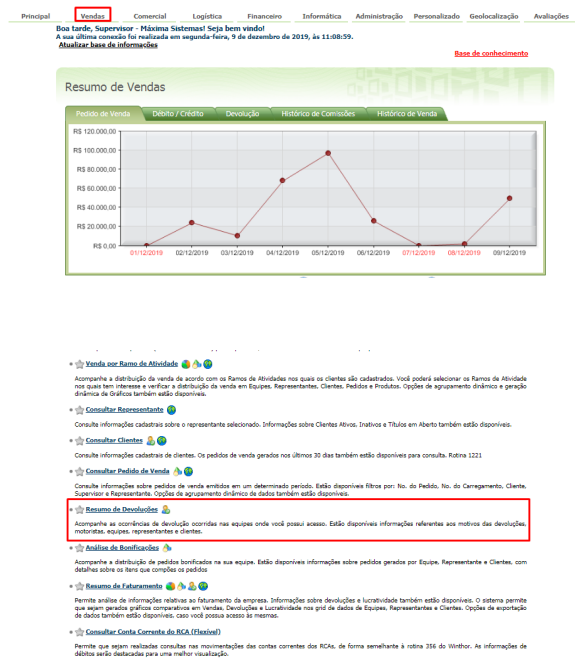 Principal Vendas Comercial Logística Financeiro Informática Administração Personalizado Geolocalização Avaliações
Boa tarde, Supervisor - Máxima Sistemas! Seja bem vindo!
A sua última conexão foi realizada em segunda-feira, 9 de dezembro de 2019, às 11:08:59.
Atualizar base de informações
Base de conhecimento
Resumo de Vendas
Pedido de Venda Débito / Crédito Devolução Histórico de Comissões Histórico de Venda
R$ 120.000,00
R$ 100.000,00
R$ 80.000,00
R$ 60.000,00
R$ 40.000,00
R$ 20.000,00
R$ 0,00
01/12/2019 02/12/2019 03/12/2019 04/12/2019 05/12/2019 06/12/2019 07/12/2019 08/12/2019 09/12/2019
Venda por Ramo de Atividade
Acompanhe a distribuição da venda de acordo com os Ramos de Atividades nos quais os clientes são cadastrados. Você poderá selecionar os Ramos de Atividade
nos quais tem interesse e verificar a distribuição da venda em Equipes, Representantes, Clientes, Pedidos e Produtos. Opções de agrupamento dinâmico e geração
dinâmica de Gráficos também estão disponíveis.
Consultar Representante
Consulte informações cadastrais sobre o representante selecionado. Informações sobre Clientes Ativos. Inativos e Títulos em Aberto também estão disponíveis.
Consultar Clientes
Consulte informações cadastrais de clientes. Os pedidos de venda gerados nos últimos 30 dias também estão disponíveis para consulta. Rotina 1221
Consultar Pedido de Venda
Consulte informações sobre pedidos de venda emitidos em um determinado período. Estão disponíveis filtros por: No. do Pedido, No. do Carregamento, Cliente,
Supervisor e Representante. Opções de agrupamento dinâmico de dados também estão disponíveis.
Resumo de Devoluções
Acompanhe as ocorrências de devolução ocorridas nas equipes onde você possui acesso. Estão disponíveis informações referentes aos motivos das devoluções,
motoristas, equipes, representantes e clientes.
Análise de Bonificações
Acompanhe a distribuição de pedidos bonificados na sua equipe. Estão disponíveis informações sobre pedidos gerados por Equipe, Representante e Clientes, com
detalhes sobre os itens que compões os pedidos
Resumo de Faturamento
Permite análise de informações relativas ao faturamento da empresa. Informações sobre devoluções e lucratividade também estão disponíveis. O sistema permite
que sejam gerados gráficos comparativos em Vendas, Devoluções e Lucratividade nos grid de dados de Equipes, Representantes e Clientes. Opções de exportação
de dados também estão disponíveis, caso você possua acesso às mesmas.
Consultar Conta Corrente do RCA (Flexível)
Permite que sejam realizadas consultas nas movimentações das contas correntes dos RCAs, de forma semelhante à rotina 356 do Winthor. As informações de
débitos serão destacadas para uma melhor visualização.